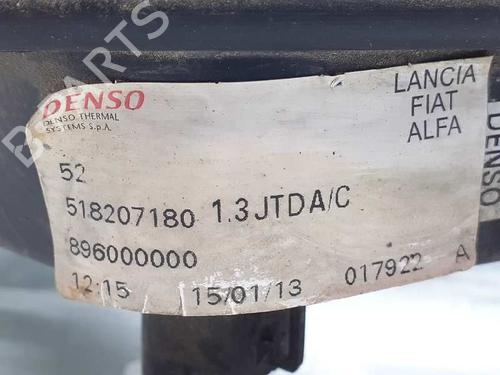 DENSO
DENSO THERMAL
SYSTEMS S.p.A.
LANCIA
FIAT
ALFA
DENSO
52
518207180 1.3JTDA/C
896000000
12:15 15/01/13 017922 A
B-PARTS